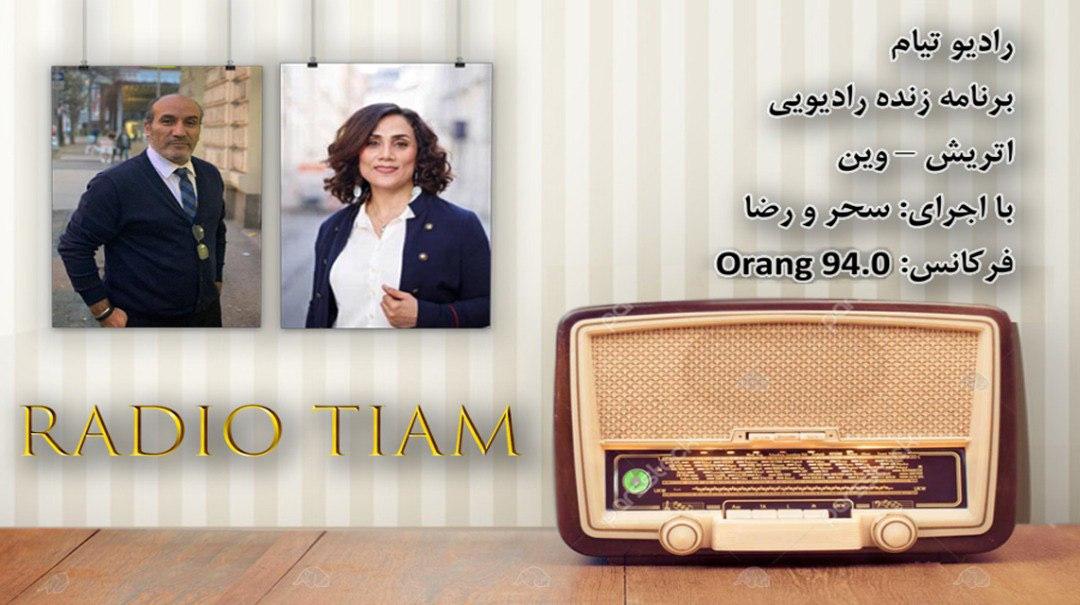 رادیو تیام
برنامه زنده رادیویی
اتریش – وین
با اجرای: سحر و رضا
فرکانس: Orang 94.0
RADIO TIAM